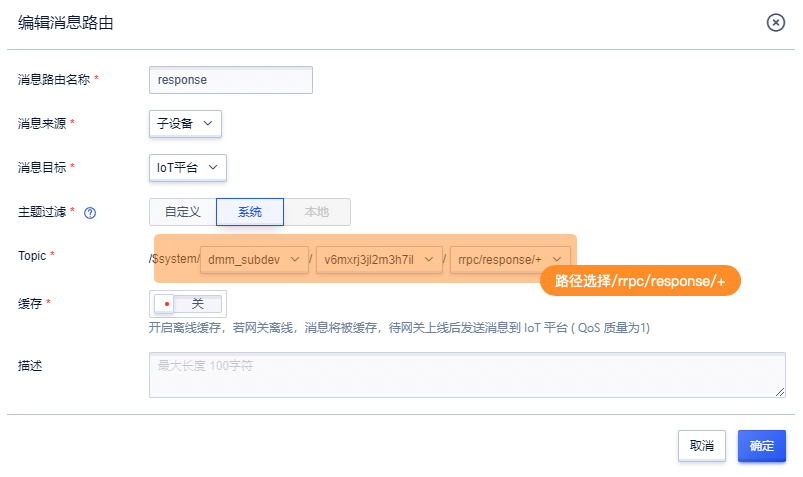 编辑消息路由
消息路由名称 * response
消息来源 * 子设备
消息目标 * IoT平台
主题过滤 * ? 自定义 系统 本地
Topic * /$system/ dmm_subdev / v6mxrj3jl2m3h7il / rrpc/response/+
路径选择/rrpc/response/+
缓存 * 关
开启离线缓存，若网关离线，消息将被缓存，待网关上线后发送消息到 IoT 平台 ( QoS 质量为1)
描述 最大长度 100字符
取消 确定